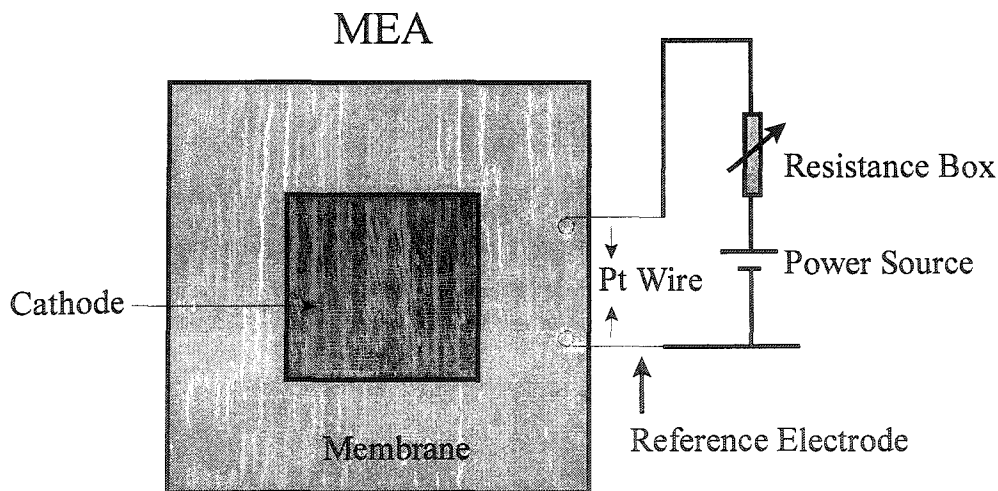 MEA
Resistance Box
Power Source
Pt Wire
Cathode
Membrane
Reference Electrode